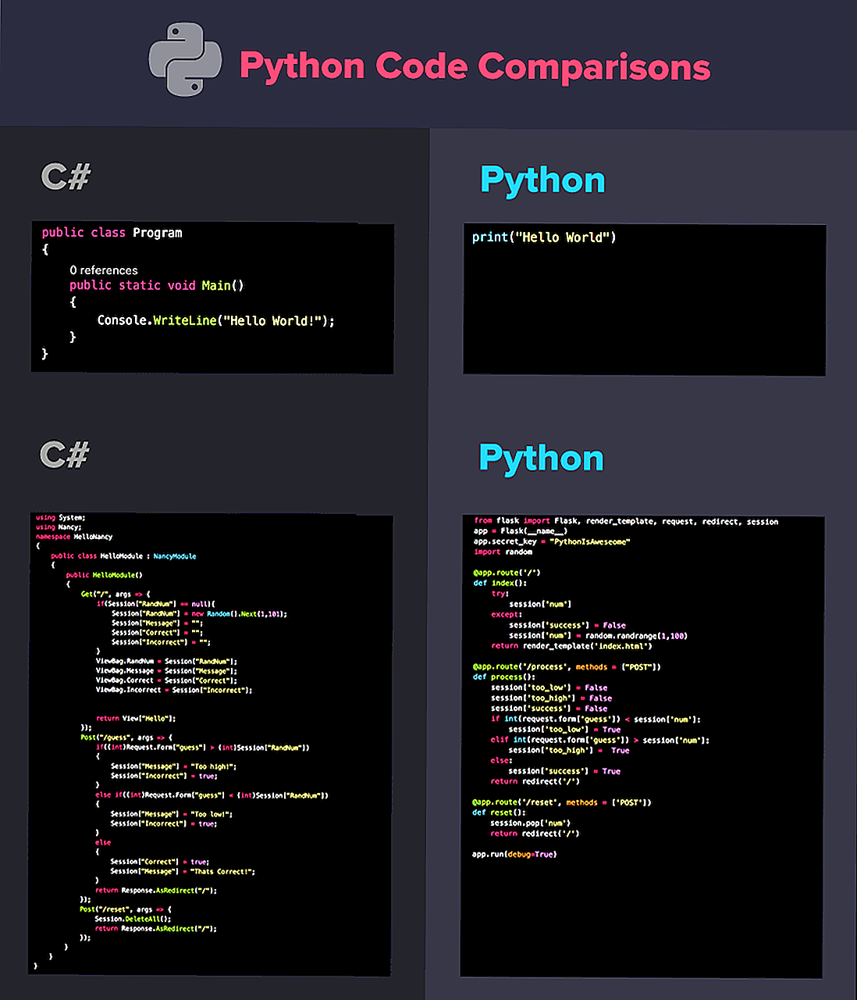 Python Code Comparisons
C#
public class Program
{
0 references
public static void Main()
{
Console.WriteLine("Hello World!");
}
}
Python
print("Hello World")
C#
using System;
using Nancy;
namespace HelloNancy
{
public class HelloModule : NancyModule
{
public HelloModule()
{
Get("/", args => {
if(Session["RandNum"] == null){
Session["RandNum"] = new Random().Next(1,101);
Session["Message"] = "";
Session["Correct"] = "";
Session["Incorrect"] = "";
}
ViewBag.RandNum = Session["RandNum"];
ViewBag.Message = Session["Message"];
ViewBag.Correct = Session["Correct"];
ViewBag.Incorrect = Session["Incorrect"];
return View["Hello"];
});
Post("/guess", args => {
if((int)Request.Form["guess"] > (int)Session["RandNum"])
{
Session["Message"] = "Too high!";
Session["Incorrect"] = true;
}
else if((int)Request.Form["guess"] < (int)Session["RandNum"])
{
Session["Message"] = "Too low!";
Session["Incorrect"] = true;
}
else
{
Session["Correct"] = true;
Session["Message"] = "Thats Correct!";
}
return Response.AsRedirect("/");
});
Post("/reset", args => {
Session.DeleteAll();
return Response.AsRedirect("/");
});
}
}
}
Python
from flask import Flask, render_template, request, redirect, session
app = Flask(__name__)
app.secret_key = "PythonIsAweseome"
import random
@app.route('/')
def index():
try:
session['num']
except:
session['success'] = False
session['num'] = random.randrange(1,100)
return render_template('index.html')
@app.route('/process', methods = ["POST"])
def process():
session['too_low'] = False
session['too_high'] = False
session['success'] = False
if int(request.form['guess']) < session['num']:
session['too_low'] = True
elif int(request.form['guess']) > session['num']:
session['too_high'] = True
else:
session['success'] = True
return redirect('/')
@app.route('/reset', methods = ['POST'])
def reset():
session.pop('num')
return redirect('/')
app.run(debug=True)